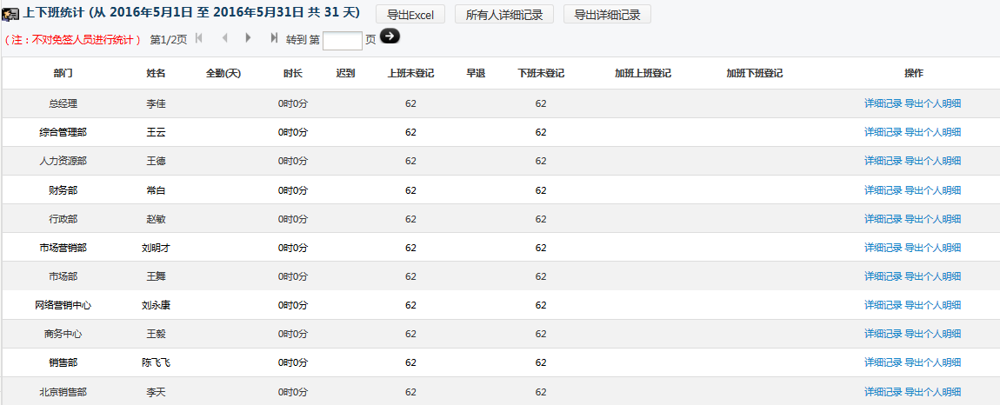 上下班统计 (从 2016年5月1日 至 2016年5月31日 共 31 天) 导出Excel 所有人详细记录 导出详细记录
(注：不对免签人员进行统计) 第1/2页 转到 第 页
部门 姓名 全勤(天) 时长 迟到 上班未登记 早退 下班未登记 加班上班登记 加班下班登记 操作
总经理 李佳 0时0分 62 62 详细记录 导出个人明细
综合管理部 王云 0时0分 62 62 详细记录 导出个人明细
人力资源部 王德 0时0分 62 62 详细记录 导出个人明细
财务部 常白 0时0分 62 62 详细记录 导出个人明细
行政部 赵敏 0时0分 62 62 详细记录 导出个人明细
市场营销部 刘明才 0时0分 62 62 详细记录 导出个人明细
市场部 王舞 0时0分 62 62 详细记录 导出个人明细
网络营销中心 刘永康 0时0分 62 62 详细记录 导出个人明细
商务中心 王毅 0时0分 62 62 详细记录 导出个人明细
销售部 陈飞飞 0时0分 62 62 详细记录 导出个人明细
北京销售部 李天 0时0分 62 62 详细记录 导出个人明细